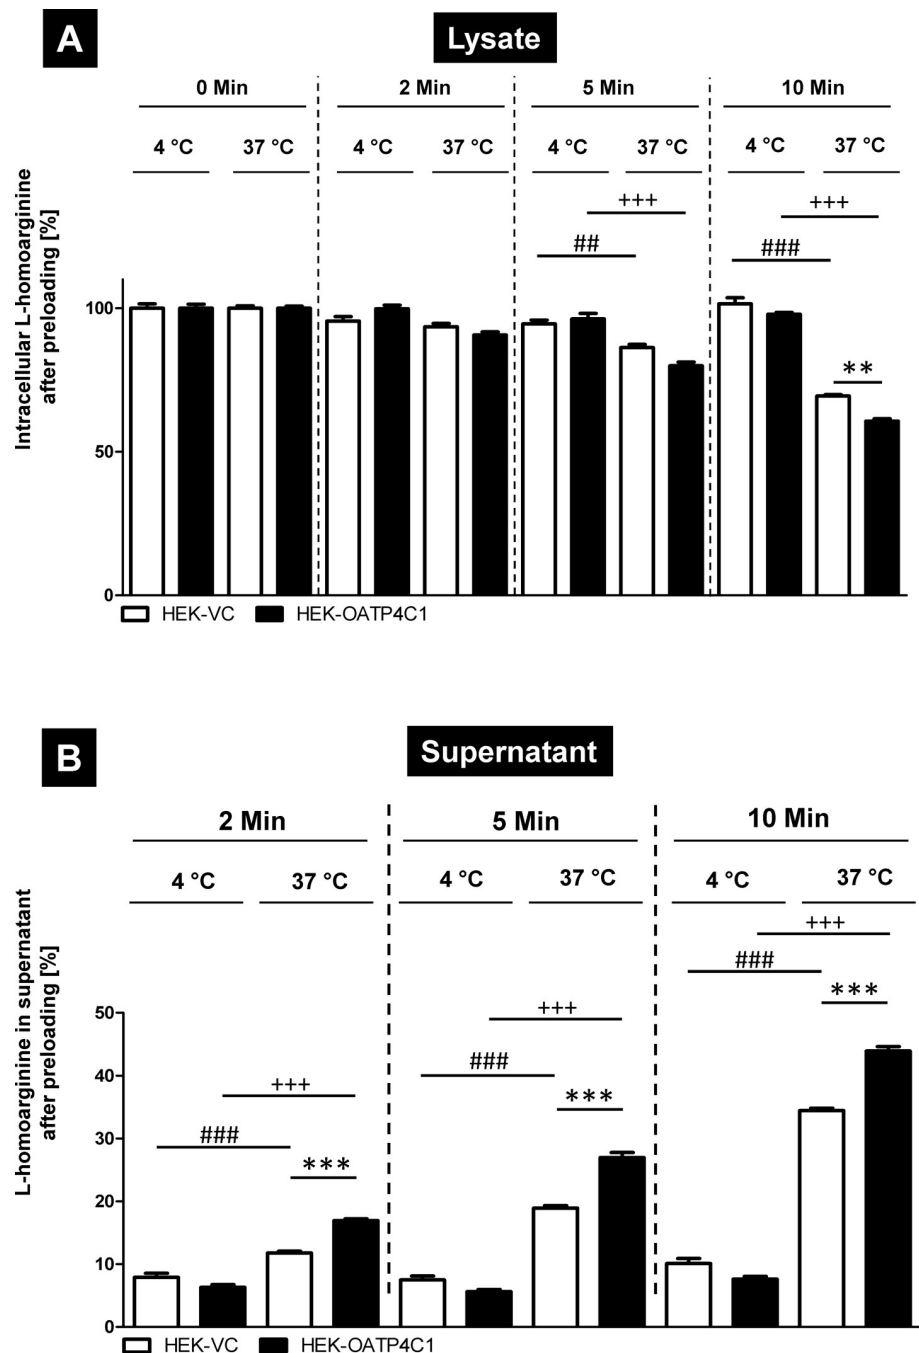 A
Lysate
0 Min 2 Min 5 Min 10 Min
4 °C 37 °C 4 °C 37 °C 4 °C 37 °C 4 °C 37 °C
+++ +++
## ###
**
Intracellular L-homoarginine
after preloading [%]
100
50
0
HEK-VC HEK-OATP4C1
B
Supernatant
2 Min 5 Min 10 Min
4 °C 37 °C 4 °C 37 °C 4 °C 37 °C
+++
###
***
+++
###
***
+++
###
***
L-homoarginine in supernatant
after preloading [%]
50
40
30
20
10
0
HEK-VC HEK-OATP4C1